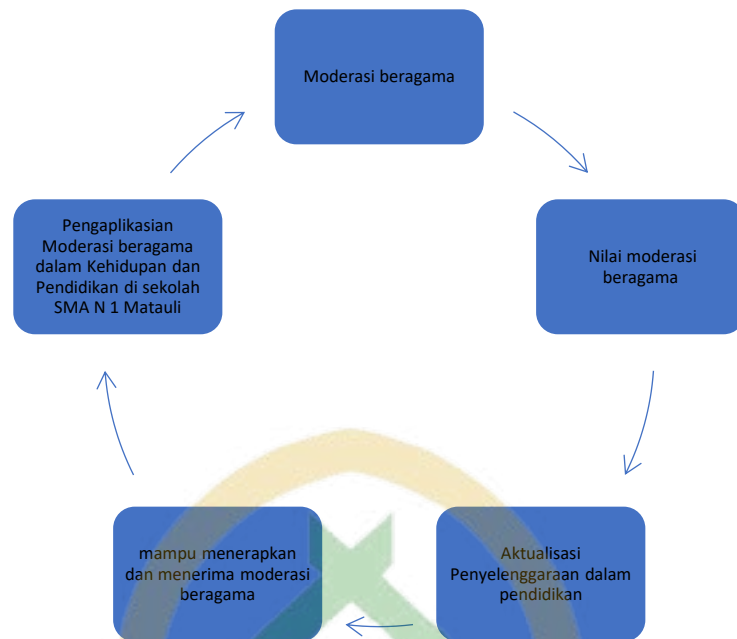 Moderasi beragama
Nilai moderasi
beragama
Aktualisasi
Penyelenggaraan dalam
pendidikan
mampu menerapkan
dan menerima moderasi
beragama
Pengaplikasian
Moderasi beragama
dalam Kehidupan dan
Pendidikan di sekolah
SMA N 1 Matauli